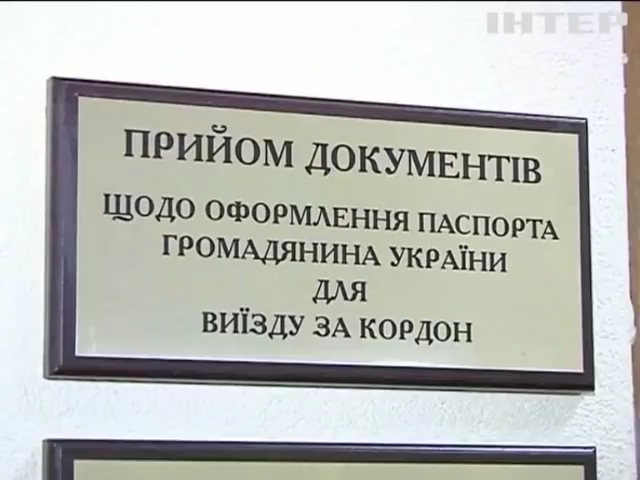 ІНТЕР
ПРИЙОМ ДОКУМЕНТІВ
ЩОДО ОФОРМЛЕННЯ ПАСПОРТА
ГРОМАДЯНИНА УКРАЇНИ
ДЛЯ
ВИЇЗДУ ЗА КОРДОН